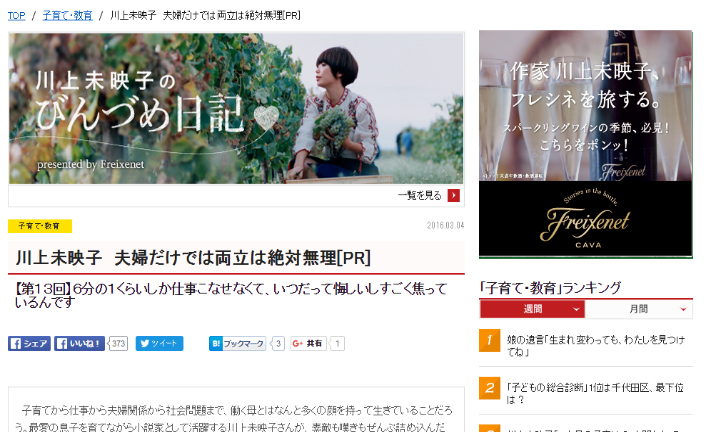 TOP / 子育て・教育 / 川上未映子 夫婦だけでは両立は絶対無理[PR]
川上未映子の
びんづめ日記
presented by Freixenet
一覧を見る
子育て・教育
2016.03.04
川上未映子 夫婦だけでは両立は絶対無理[PR]
【第13回】6分の1くらいしか仕事こなせなくて、いつだって悔しいしすごく焦って
いるんです
シェア いいね! 373 ツイート B! ブックマーク 3 G+ 共有 1
子育てから仕事から夫婦関係から社会問題まで、働く母とはなんと多くの顔を持って生きていることだろ
う。最愛の息子を育てながら小説家として活躍する川上未映子さんが、素敵も嘆きもぜんぶ詰め込んだ
作家 川上未映子、
フレシネを旅する。
スパークリングワインの季節、必見!
こちらをポンッ!
Freixenet
Stories in the bottle.
Freixenet
CAVA
「子育て・教育」ランキング
週間 月間
1 娘の遺言「生まれ変わっても、わたしを見つけ
てね」
2 「子どもの総合診断」1位は千代田区、最下位
は?